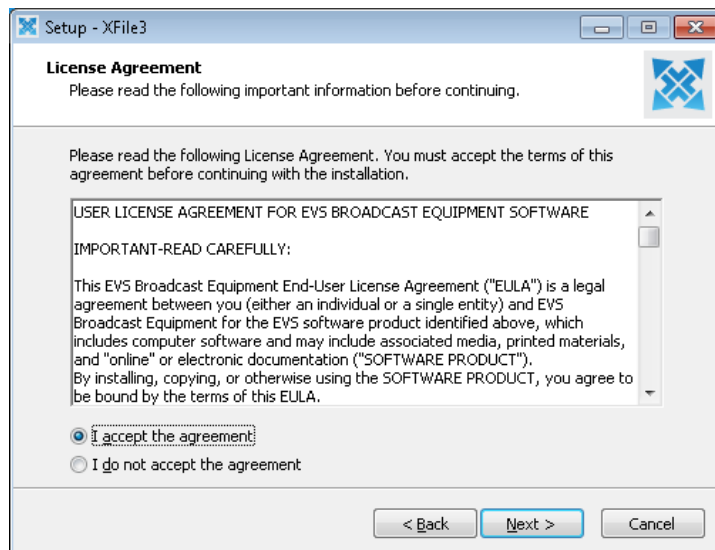 Setup - XFile3
License Agreement
Please read the following important information before continuing.
Please read the following License Agreement. You must accept the terms of this
agreement before continuing with the installation.
USER LICENSE AGREEMENT FOR EVS BROADCAST EQUIPMENT SOFTWARE
IMPORTANT-READ CAREFULLY:
This EVS Broadcast Equipment End-User License Agreement ("EULA") is a legal
agreement between you (either an individual or a single entity) and EVS
Broadcast Equipment for the EVS software product identified above, which
includes computer software and may include associated media, printed materials,
and "online" or electronic documentation ("SOFTWARE PRODUCT").
By installing, copying, or otherwise using the SOFTWARE PRODUCT, you agree to
be bound by the terms of this EULA.
I accept the agreement
I do not accept the agreement
< Back
Next >
Cancel